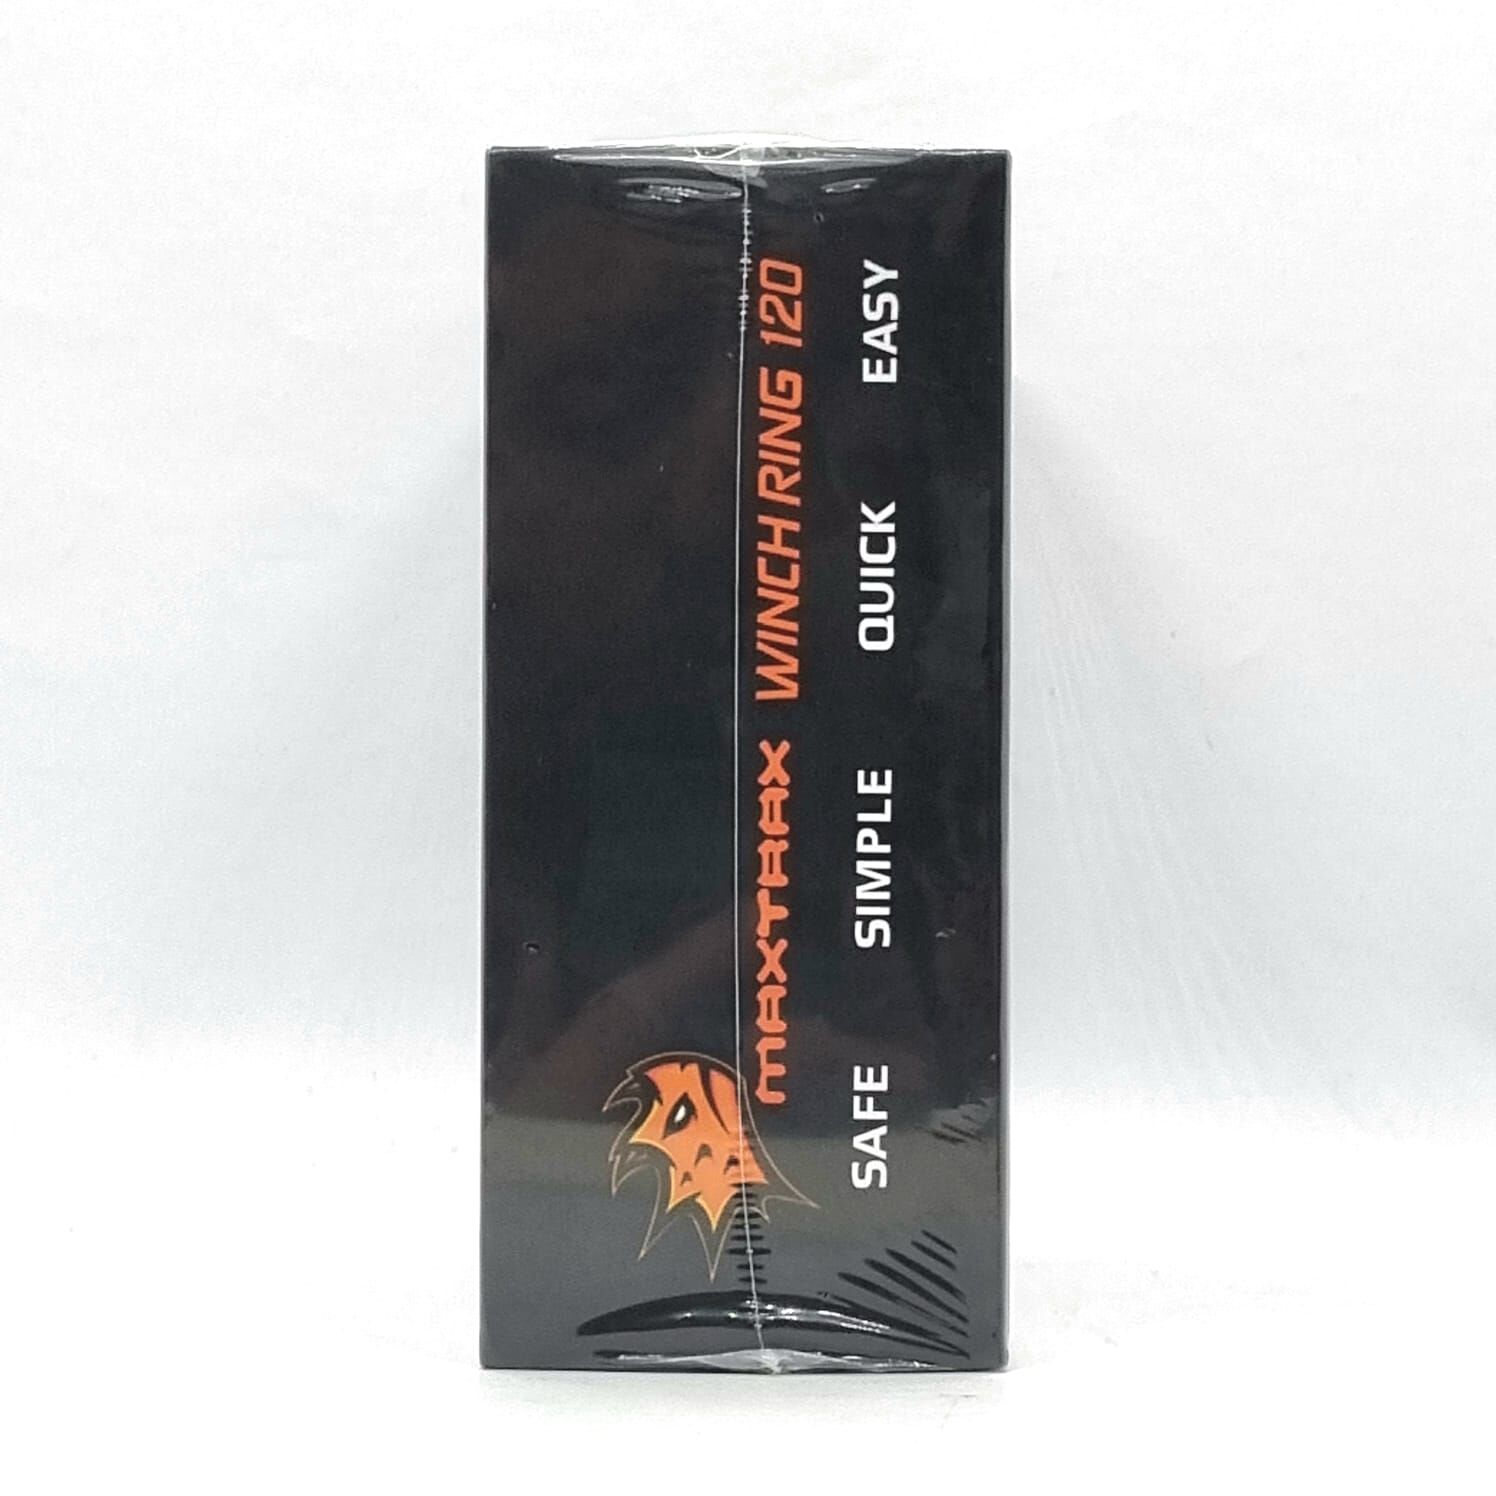 MAXTRAX WINCH RING 120
SAFE SIMPLE QUICK EASY